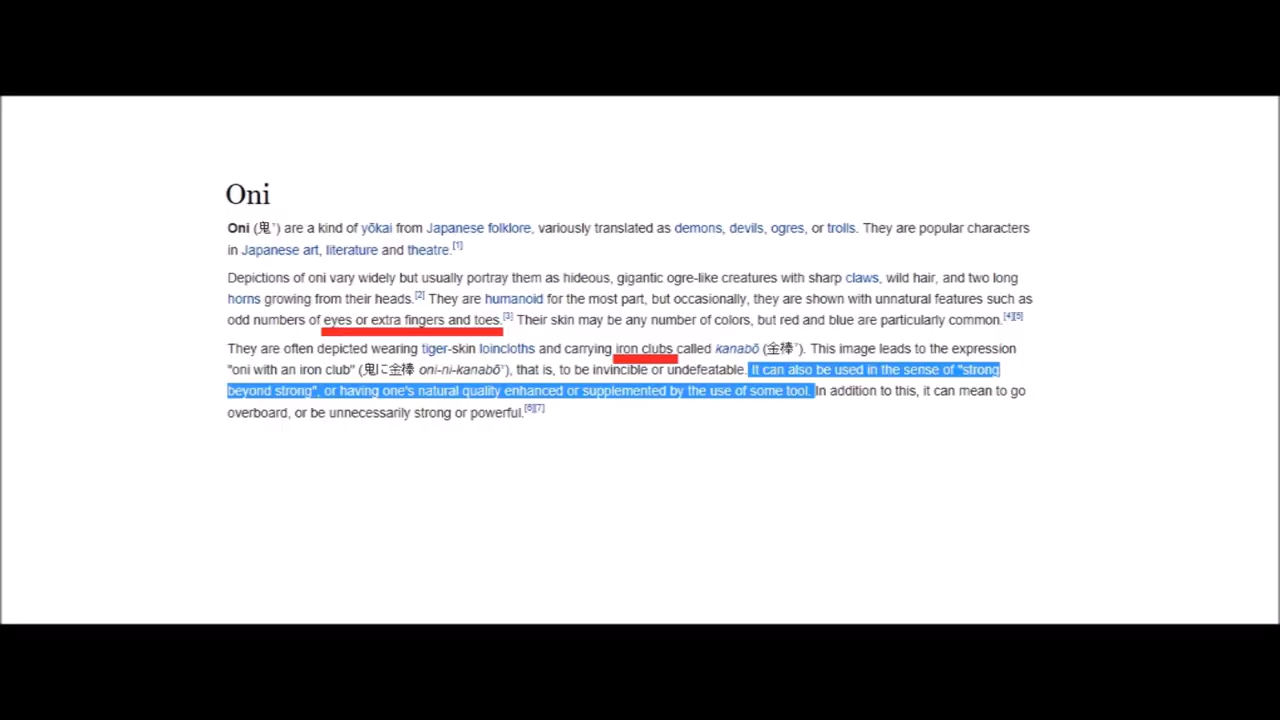 Oni
Oni (鬼?) are a kind of yōkai from Japanese folklore, variously translated as demons, devils, ogres, or trolls. They are popular characters
in Japanese art, literature and theatre.[1]
Depictions of oni vary widely but usually portray them as hideous, gigantic ogre-like creatures with sharp claws, wild hair, and two long
horns growing from their heads.[2] They are humanoid for the most part, but occasionally, they are shown with unnatural features such as
odd numbers of eyes or extra fingers and toes.[3] Their skin may be any number of colors, but red and blue are particularly common.[4][5]
They are often depicted wearing tiger-skin loincloths and carrying iron clubs called kanabō (金棒?). This image leads to the expression
"oni with an iron club" (鬼に金棒 oni-ni-kanabō?), that is, to be invincible or undefeatable. It can also be used in the sense of "strong
beyond strong", or having one's natural quality enhanced or supplemented by the use of some tool. In addition to this, it can mean to go
overboard, or be unnecessarily strong or powerful.[6][7]